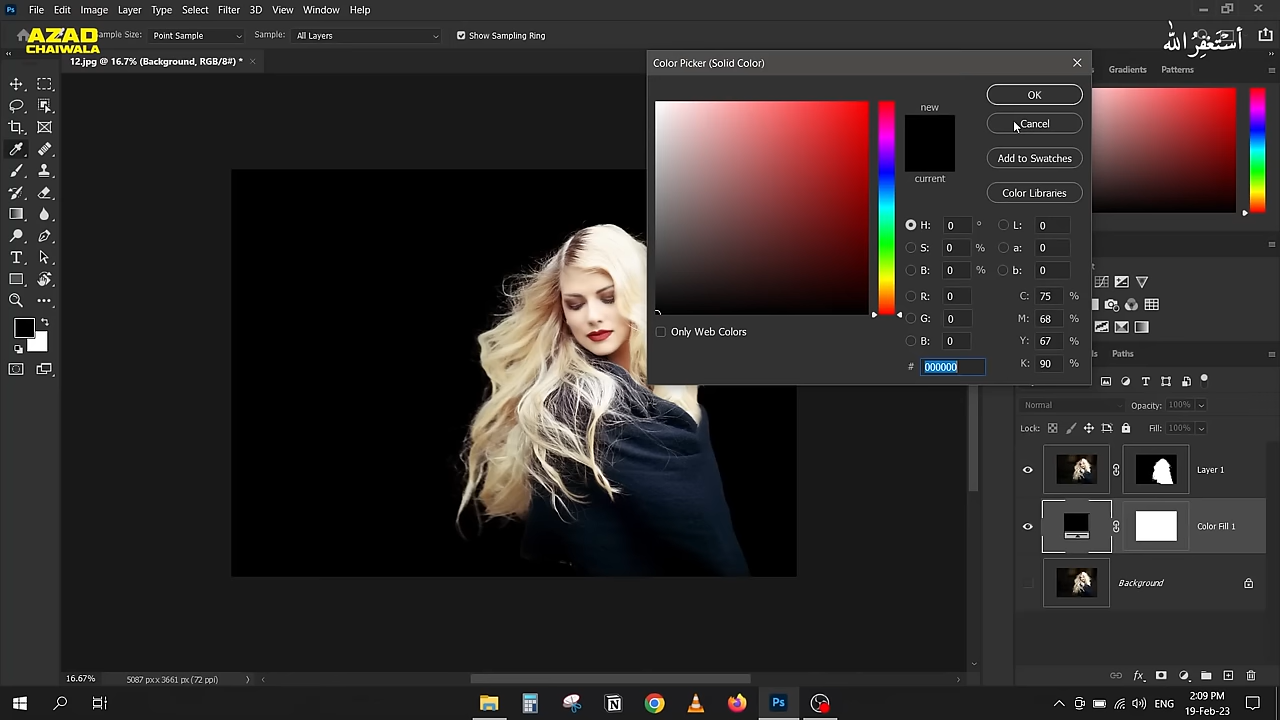 Ps File Edit Image Layer Type Select Filter 3D View Window Help
AZAD
CHAIWALA
Sample Size: Point Sample Sample: All Layers Show Sampling Ring
أستغفر الله
12.jpg @ 16.7% (Background, RGB/8#) *
Color Picker (Solid Color)
Gradients Patterns
new
current
OK
Cancel
Add to Swatches
Color Libraries
H: 0 °
S: 0 %
B: 0 %
R: 0
G: 0
B: 0
# 000000
L: 0
a: 0
b: 0
C: 75 %
M: 68 %
Y: 67 %
K: 90 %
Only Web Colors
Paths
Normal Opacity: 100%
Lock: Fill: 100%
Layer 1
Color Fill 1
Background
16.67% 5087 px x 3661 px (72 ppi)
fx
Ps
ENG
2:09 PM
19-Feb-23